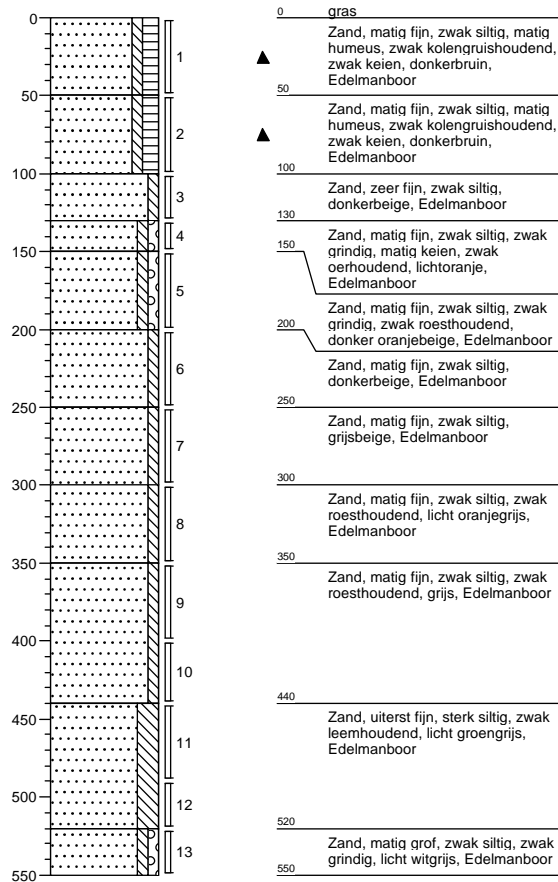 0
50
100
150
200
250
300
350
400
450
500
550
1
2
3
4
5
6
7
8
9
10
11
12
13
0
gras
Zand, matig fijn, zwak siltig, matig
humeus, zwak kolengruishoudend,
zwak keien, donkerbruin,
Edelmanboor
50
Zand, matig fijn, zwak siltig, matig
humeus, zwak kolengruishoudend,
zwak keien, donkerbruin,
Edelmanboor
100
Zand, zeer fijn, zwak siltig,
donkerbeige, Edelmanboor
130
Zand, matig fijn, zwak siltig, zwak
grindig, matig keien, zwak
oerhoudend, lichtoranje,
Edelmanboor
150
Zand, matig fijn, zwak siltig, zwak
grindig, zwak roesthoudend,
donker oranjebeige, Edelmanboor
200
Zand, matig fijn, zwak siltig,
donkerbeige, Edelmanboor
250
Zand, matig fijn, zwak siltig,
grijsbeige, Edelmanboor
300
Zand, matig fijn, zwak siltig, zwak
roesthoudend, licht oranjegrijs,
Edelmanboor
350
Zand, matig fijn, zwak siltig, zwak
roesthoudend, grijs, Edelmanboor
440
Zand, uiterst fijn, sterk siltig, zwak
leemhoudend, licht groengrijs,
Edelmanboor
520
Zand, matig grof, zwak siltig, zwak
grindig, licht witgrijs, Edelmanboor
550